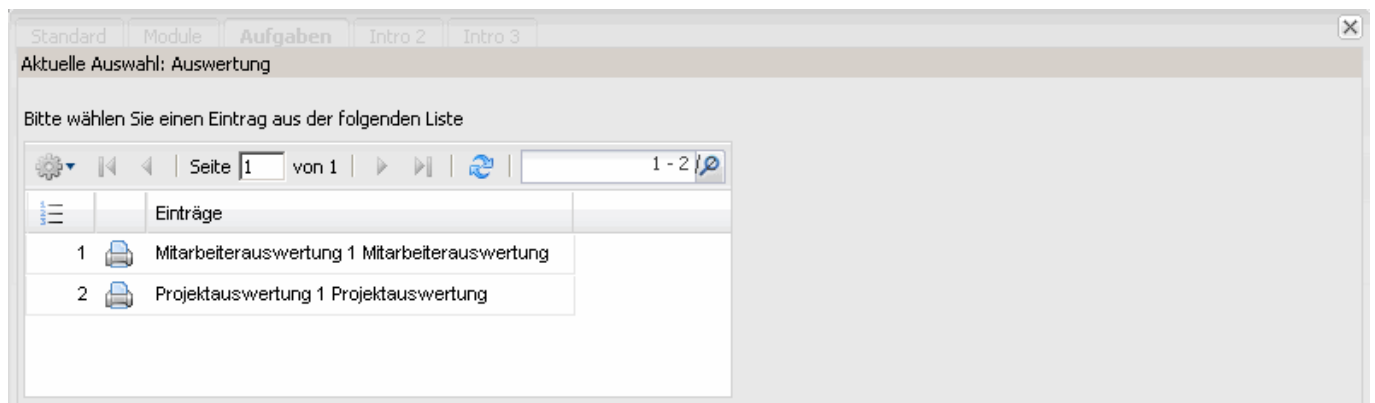 Standard Module Aufgaben Intro 2 Intro 3
Aktuelle Auswahl: Auswertung
Bitte wählen Sie einen Eintrag aus der folgenden Liste
Seite 1 von 1 1 - 2 /
Einträge
1 Mitarbeiterauswertung 1 Mitarbeiterauswertung
2 Projektauswertung 1 Projektauswertung